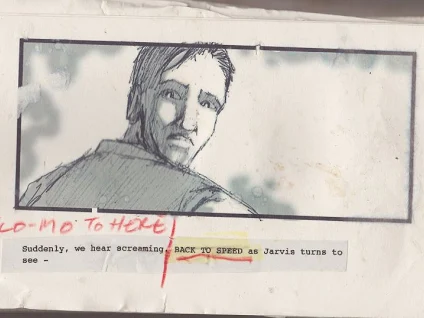 LO-MO TO HERE
Suddenly, we hear screaming. BACK TO SPEED as Jarvis turns to
see –